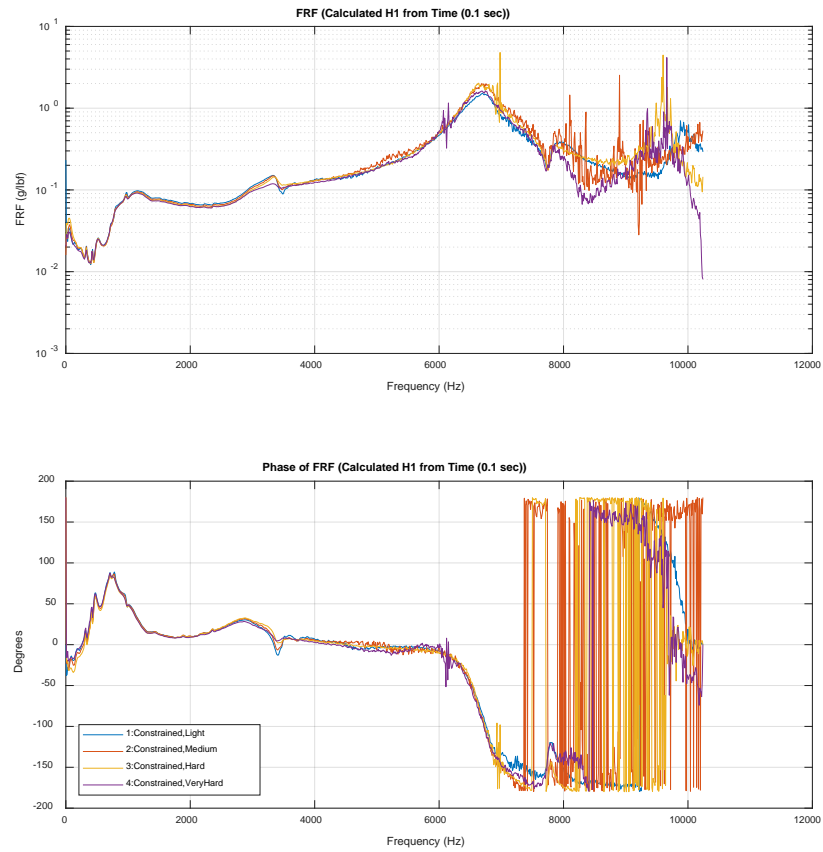 FRF (Calculated H1 from Time (0.1 sec))
10 1
10 0
10 -1
10 -2
10 -3
FRF (g/lbf)
0 2000 4000 6000 8000 10000 12000
Frequency (Hz)
Phase of FRF (Calculated H1 from Time (0.1 sec))
200
150
100
50
0
-50
-100
-150
-200
Degrees
1:Constrained,Light
2:Constrained,Medium
3:Constrained,Hard
4:Constrained,VeryHard
0 2000 4000 6000 8000 10000 12000
Frequency (Hz)